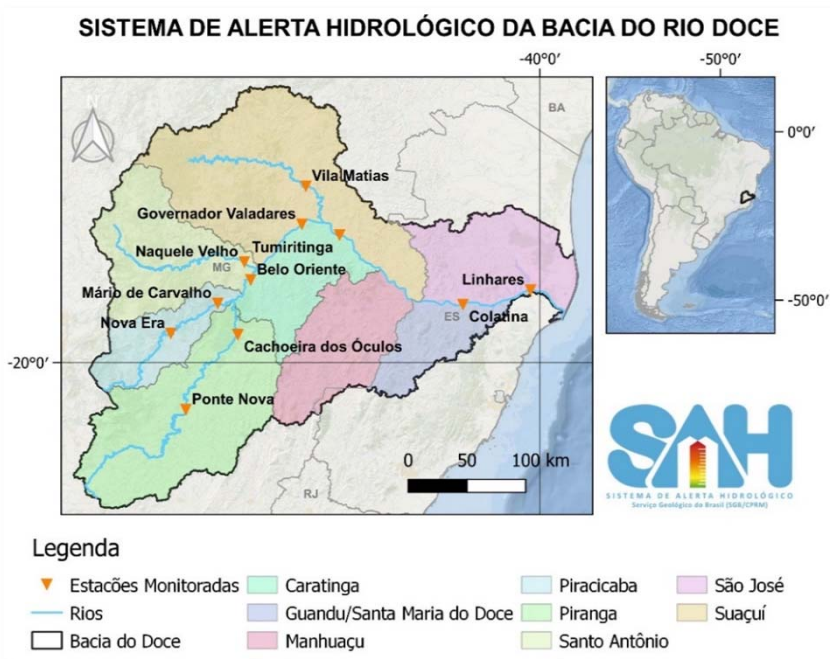 SISTEMA DE ALERTA HIDROLÓGICO DA BACIA DO RIO DOCE
-40°0′
-50°0′
BA
0°0′
Vila Matias
Governador Valadares
Naquele Velho
Tumiritinga
MG
Belo Oriente
Mário de Carvalho
Linhares
-50°0′
Nova Era
ES
Colatina
Cachoeira dos Óculos
-20°0′
Ponte Nova
0 50 100 km
RJ
SAH
SISTEMA DE ALERTA HIDROLÓGICO
Serviço Geológico do Brasil (SGB/CPRM)
Legenda
Estacões Monitoradas
Rios
Bacia do Doce
Caratinga
Guandu/Santa Maria do Doce
Manhuaçu
Piracicaba
Piranga
Santo Antônio
São José
Suaçuí